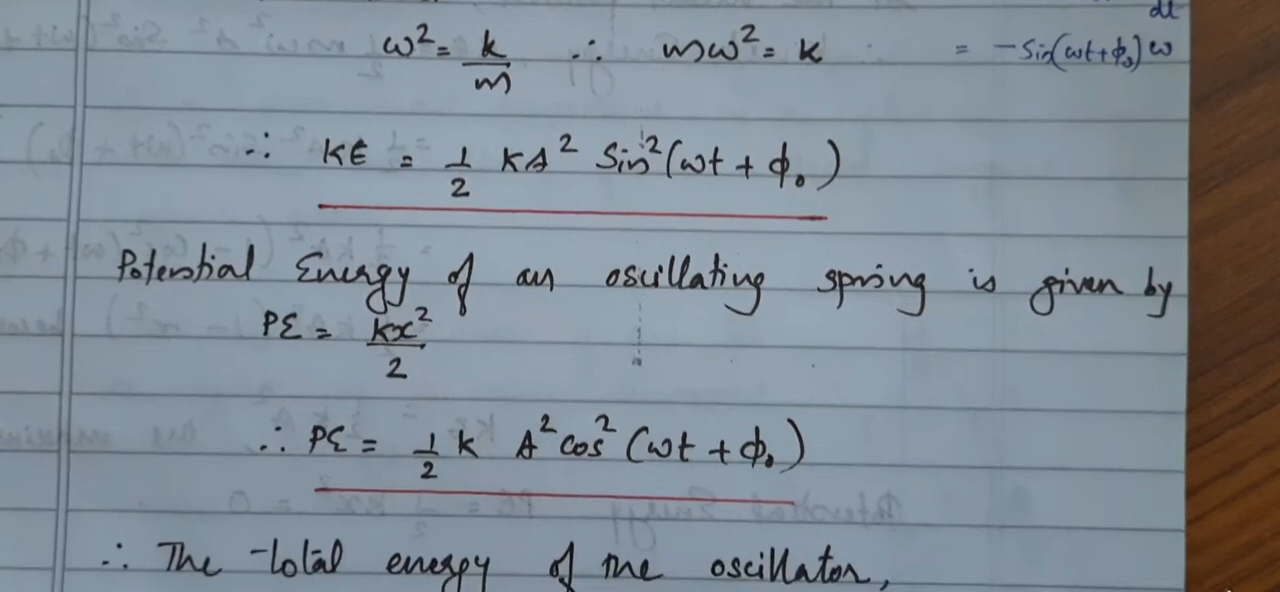 dt
ω² = k/m ∴ mω² = k = -Sin(ωt+ϕ₀)ω
∴ KE = 1/2 KA² Sin²(ωt + ϕ₀)
Potential Energy of an oscillating spring is given by
PE = kx²/2
∴ PE = 1/2 k A² cos² (ωt + ϕ₀)
∴ The total energy of the oscillator,